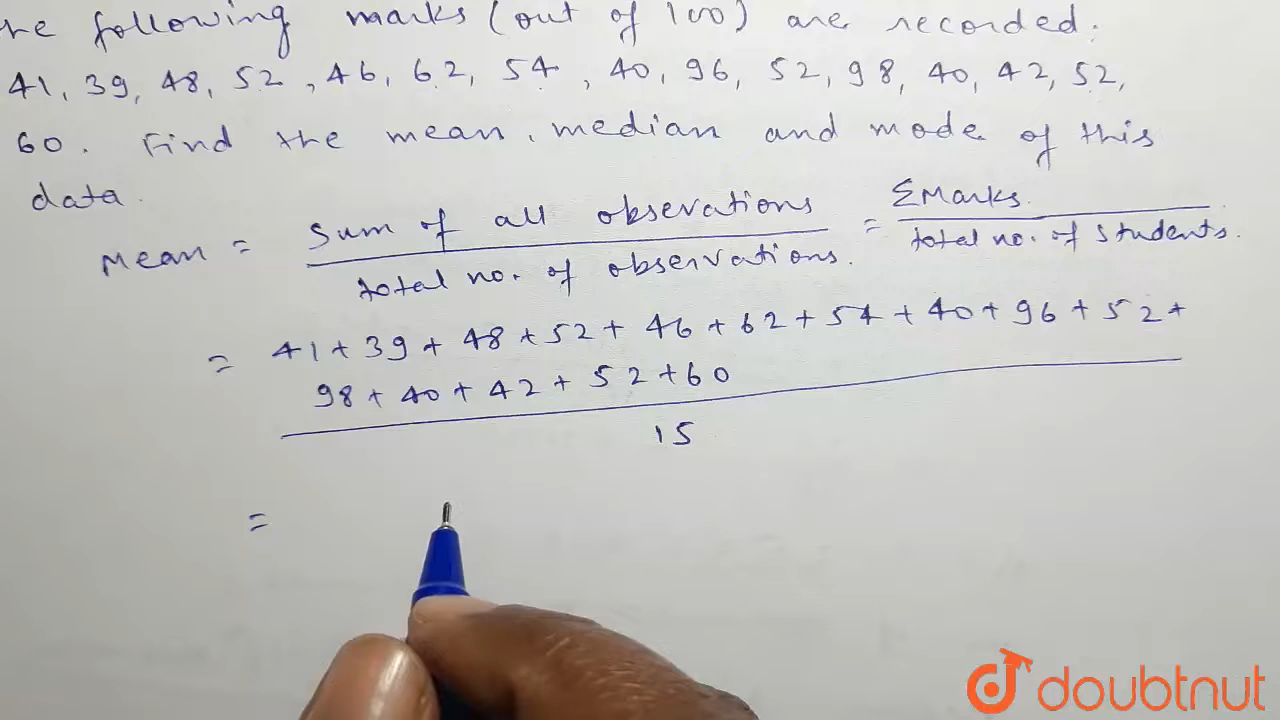 he following marks (out of 100) are recorded:
41, 39, 48, 52, 46, 62, 54, 40, 96, 52, 98, 40, 42, 52,
60. Find the mean, median and mode of this
data.
Mean = Sum of all obsevations / total no. of observations. = ΣMarks. / total no. of students.
= 41 + 39 + 48 + 52 + 46 + 62 + 54 + 40 + 96 + 52 +
98 + 40 + 42 + 52 + 60
15
=
doubtnut